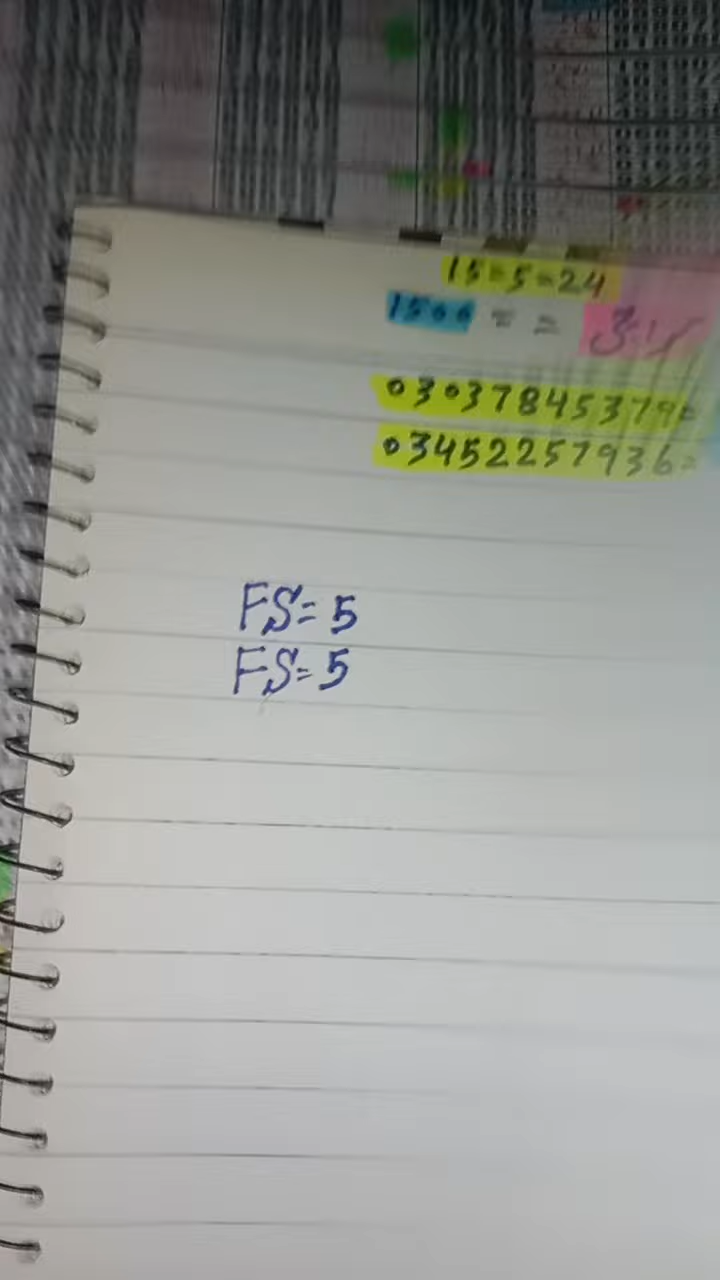 15=5=24
1500 = =
03037845379=
03452257936=
FS= 5
FS= 5